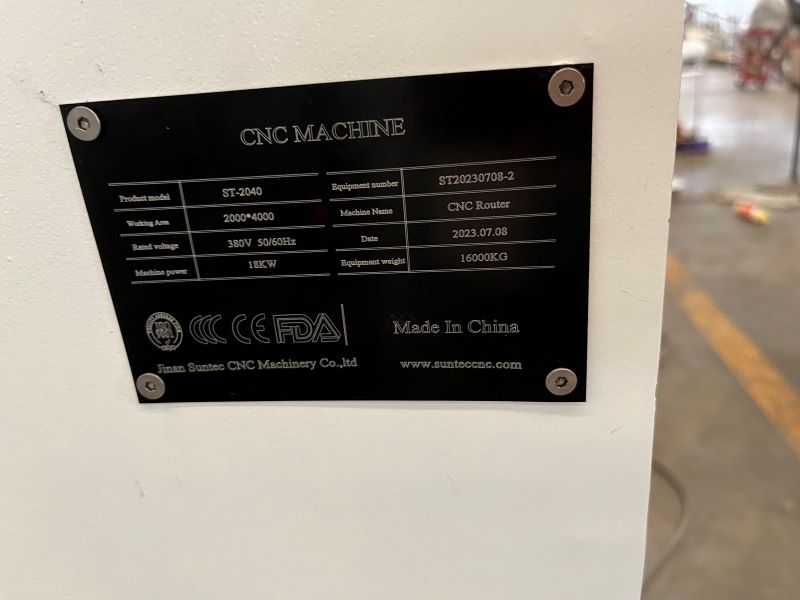 CNC MACHINE
Product model ST-2040 Equipment number ST20230708-2
Working Area 2000*4000 Machine Name CNC Router
Rated voltage 380V 50/60Hz Date 2023.07.08
Machine power 18KW Equipment weight 16000KG
CCC CE FDA Made In China
Jinan Suntec CNC Machinery Co.,ltd www.sunteccnc.com